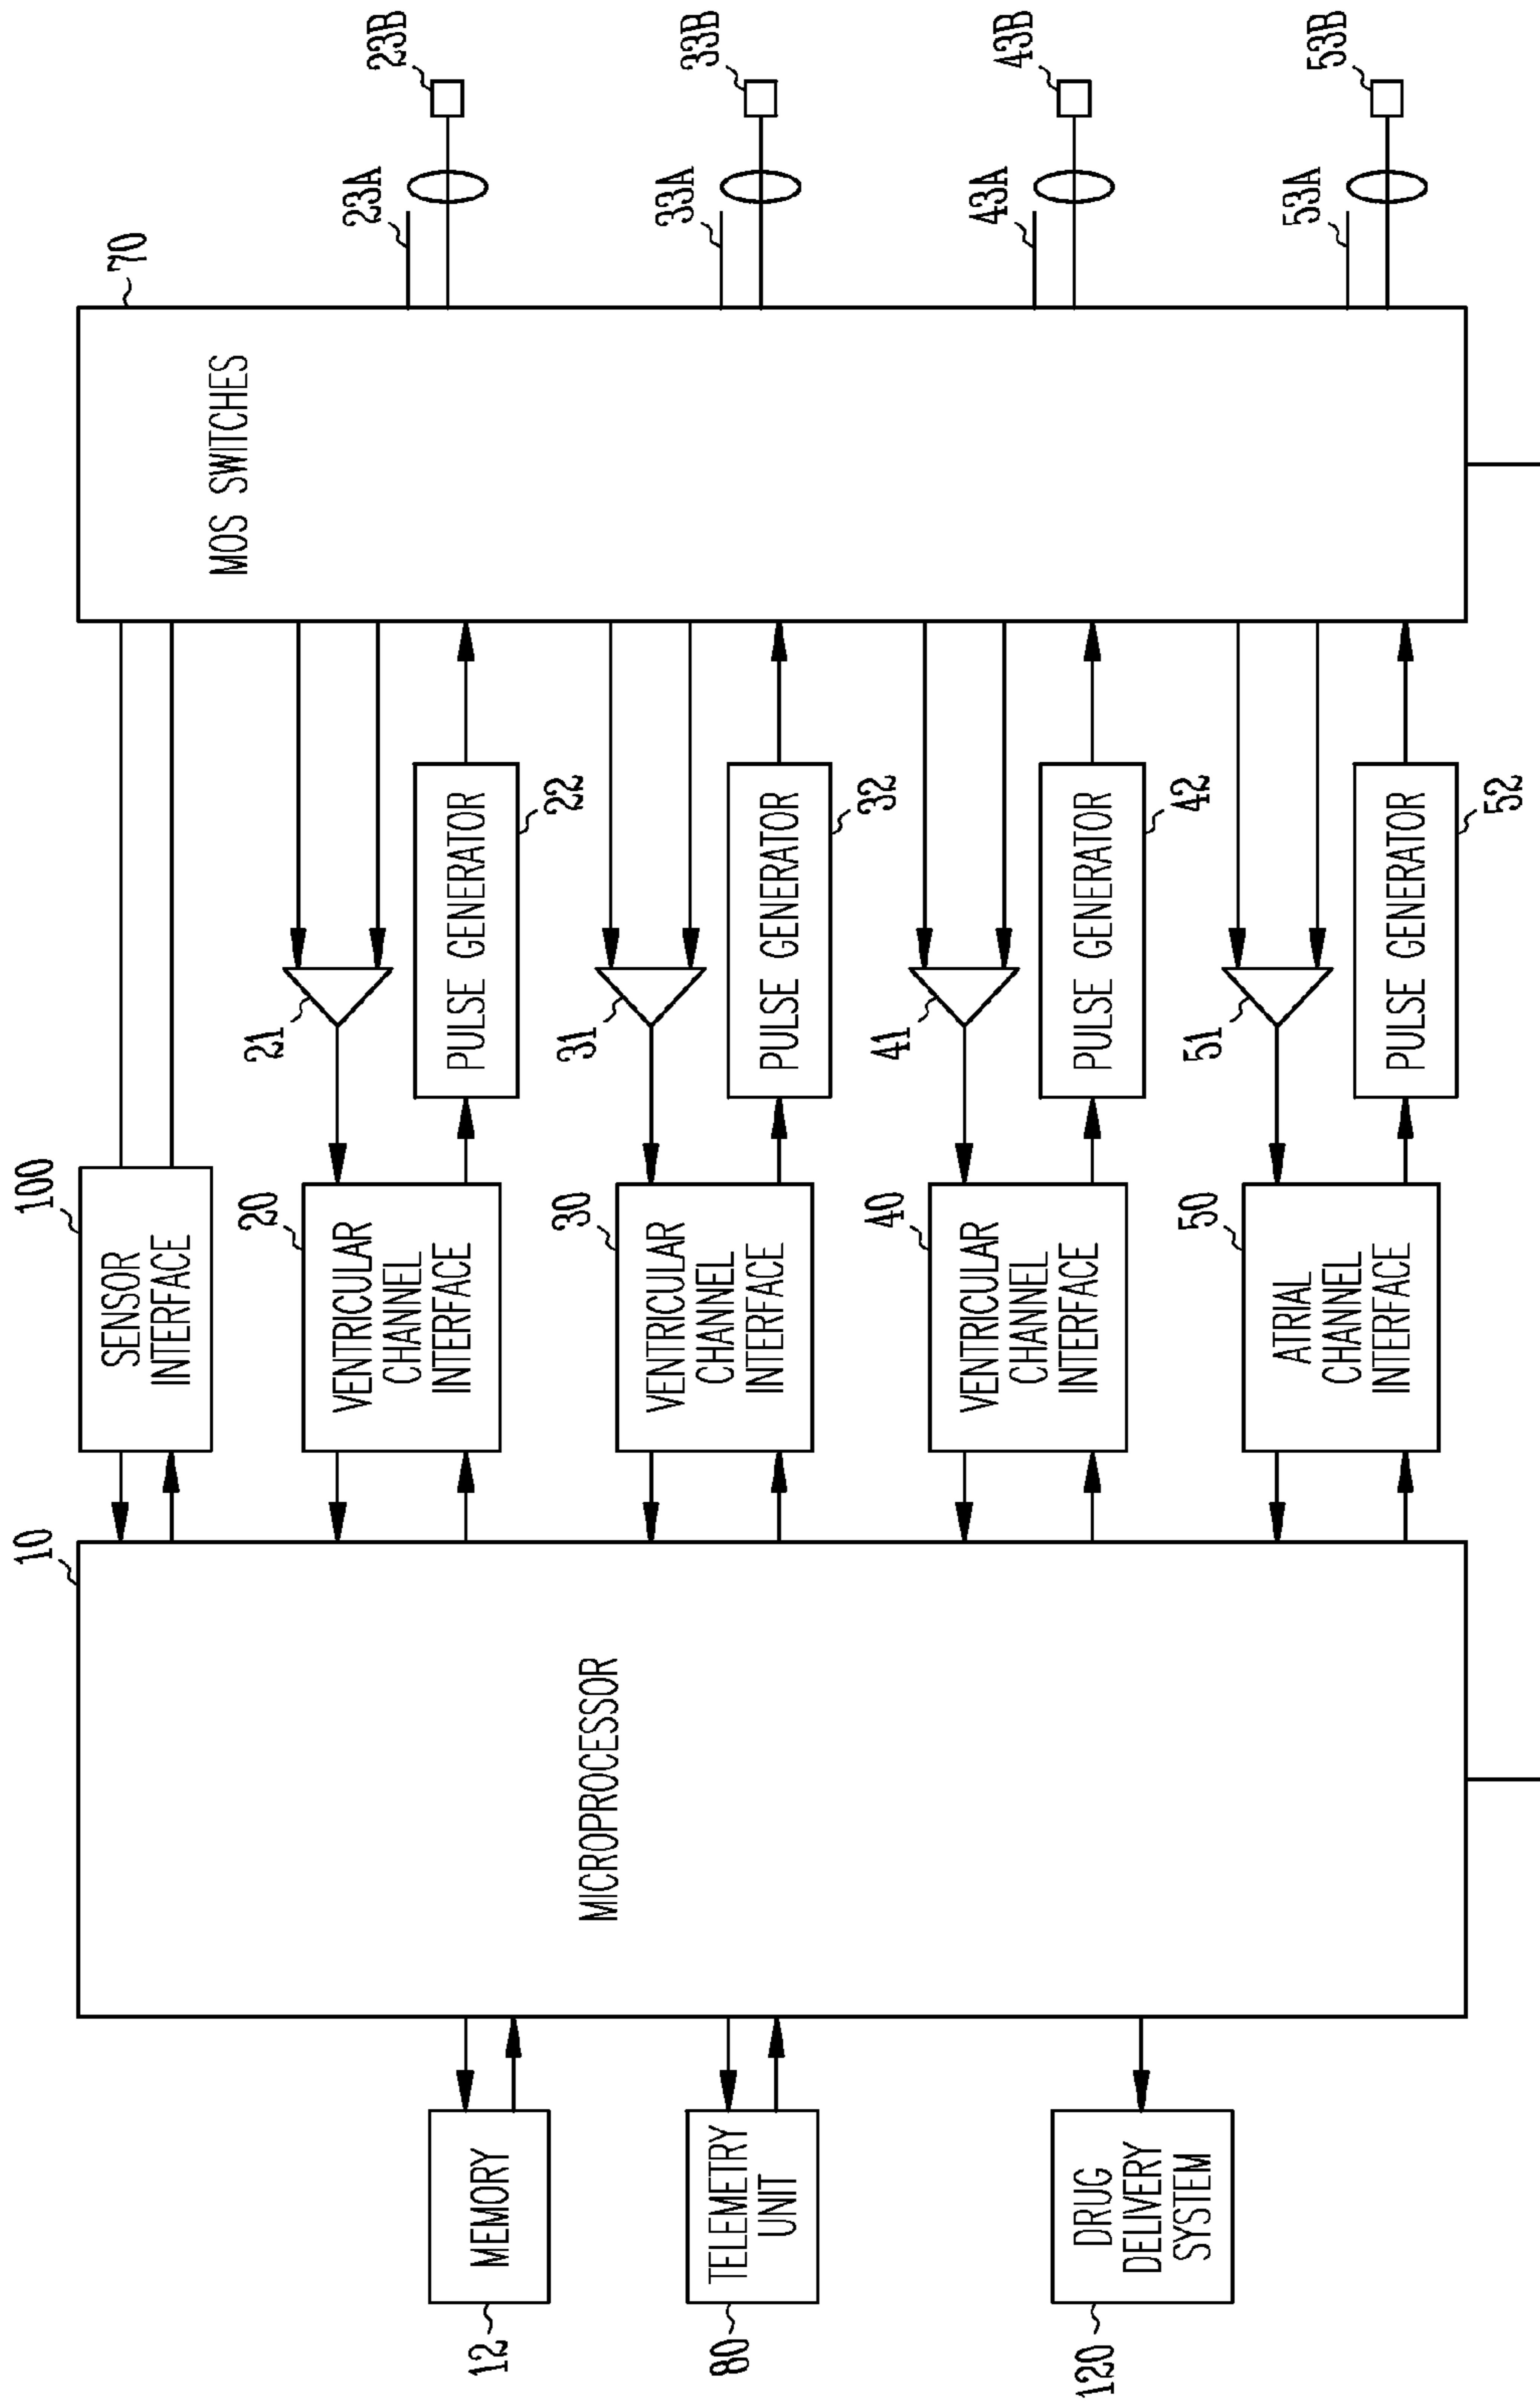 12
MEMORY
80
TELEMETRY
UNIT
120
DRUG
DELIVERY
SYSTEM
10
MICROPROCESSOR
100
SENSOR
INTERFACE
20
VENTRICULAR
CHANNEL
INTERFACE
21
PULSE GENERATOR
22
30
VENTRICULAR
CHANNEL
INTERFACE
31
PULSE GENERATOR
32
40
VENTRICULAR
CHANNEL
INTERFACE
41
PULSE GENERATOR
42
50
ATRIAL
CHANNEL
INTERFACE
51
PULSE GENERATOR
52
70
MOS SWITCHES
23A
23B
33A
33B
43A
43B
53A
53B